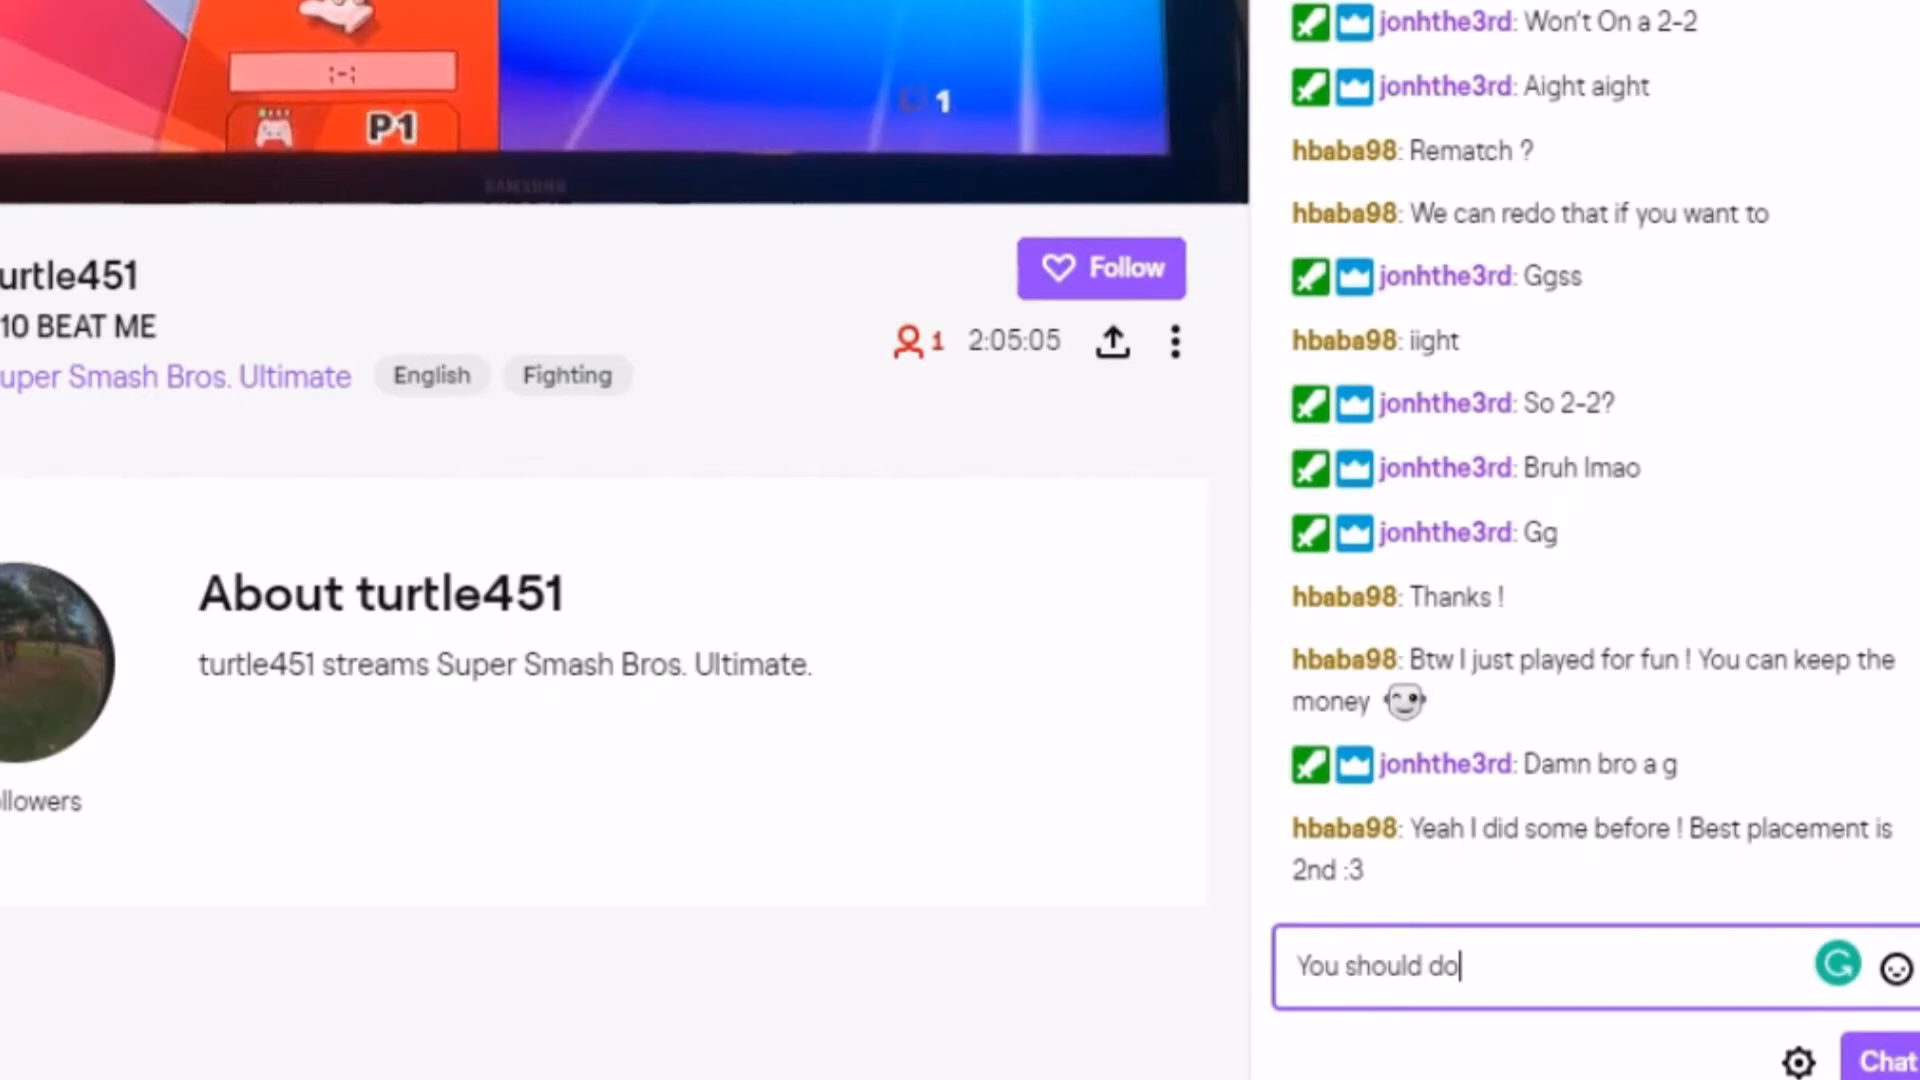 ;-;
P1
1
SAMSUNG
urtle451
10 BEAT ME
uper Smash Bros. Ultimate
English
Fighting
Follow
1
2:05:05
About turtle451
turtle451 streams Super Smash Bros. Ultimate.
llowers
jonhthe3rd: Won't On a 2-2
jonhthe3rd: Aight aight
hbaba98: Rematch ?
hbaba98: We can redo that if you want to
jonhthe3rd: Ggss
hbaba98: iight
jonhthe3rd: So 2-2?
jonhthe3rd: Bruh lmao
jonhthe3rd: Gg
hbaba98: Thanks !
hbaba98: Btw I just played for fun ! You can keep the
money
jonhthe3rd: Damn bro a g
hbaba98: Yeah I did some before ! Best placement is
2nd :3
You should do
Chat